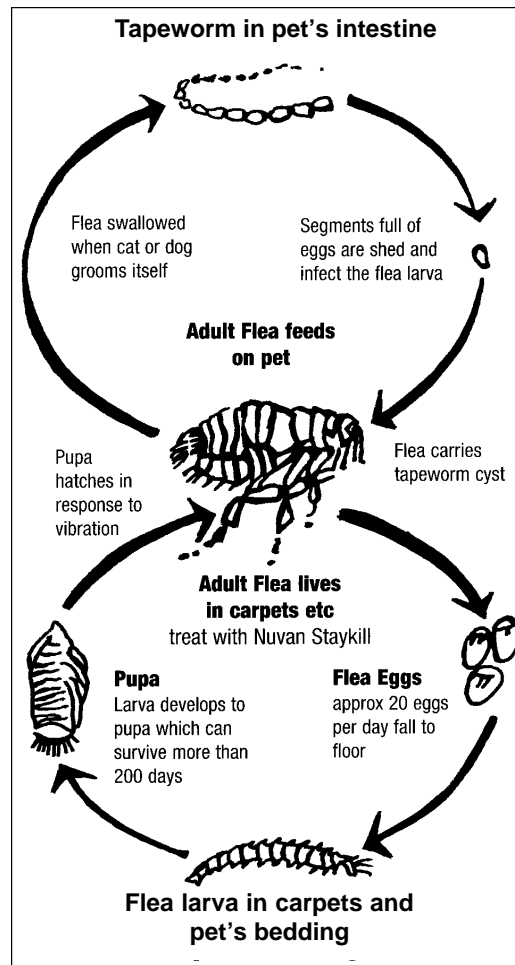 Tapeworm in pet's intestine
Flea swallowed
when cat or dog
grooms itself
Segments full of
eggs are shed and
infect the flea larva
Adult Flea feeds
on pet
Pupa
hatches in
response to
vibration
Flea carries
tapeworm cyst
Adult Flea lives
in carpets etc
treat with Nuvan Staykill
Pupa
Larva develops to
pupa which can
survive more than
200 days
Flea Eggs
approx 20 eggs
per day fall to
floor
Flea larva in carpets and
pet's bedding